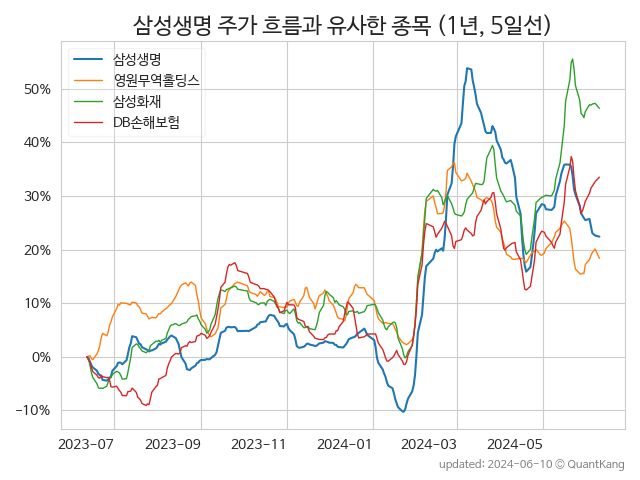 삼성생명 주가 흐름과 유사한 종목 (1년, 5일선)
삼성생명
영원무역홀딩스
삼성화재
DB손해보험
50%
40%
30%
20%
10%
0%
−10%
2023-07 2023-09 2023-11 2024-01 2024-03 2024-05
updated: 2024-06-10 © QuantKang